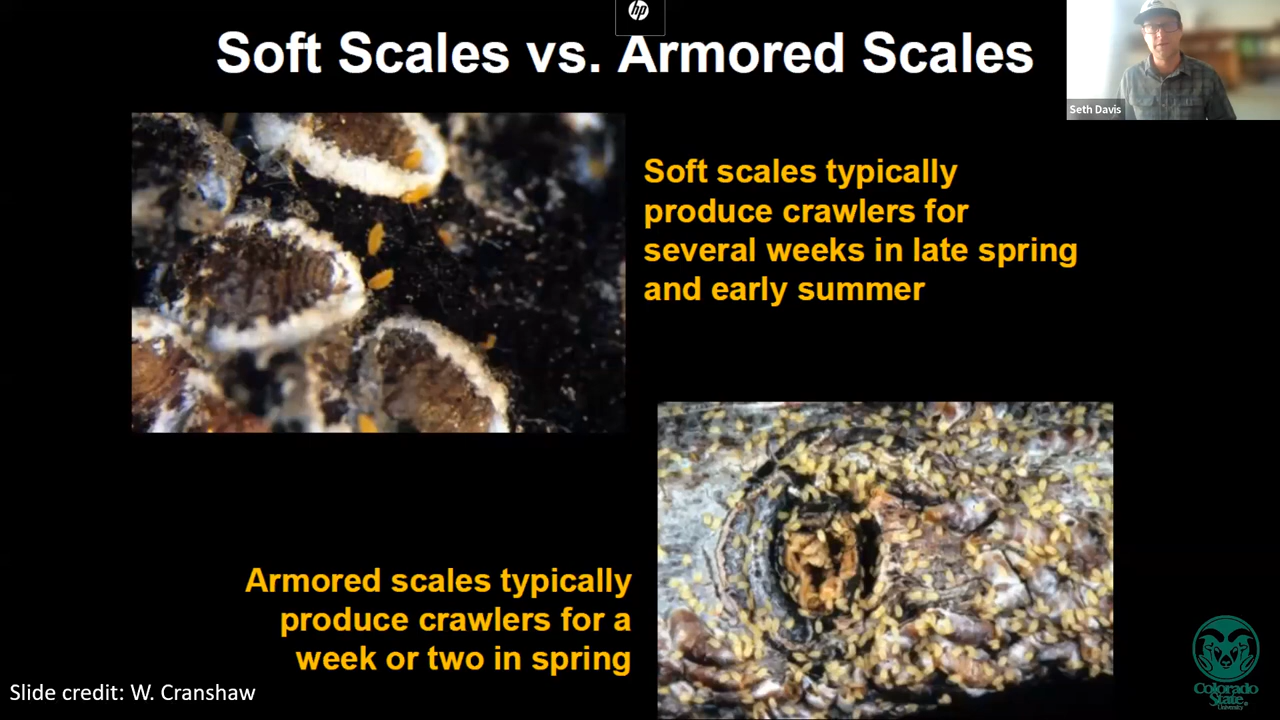 hp
Soft Scales vs. Armored Scales
Seth Davis
Soft scales typically
produce crawlers for
several weeks in late spring
and early summer
Armored scales typically
produce crawlers for a
week or two in spring
Slide credit: W. Cranshaw
Colorado
State
University